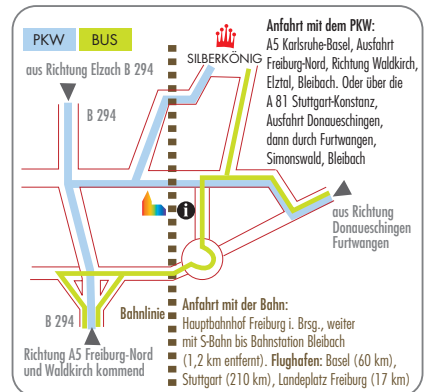 PKW BUS
SILBERKÖNIG
aus Richtung Elzach B 294
B 294
Anfahrt mit dem PKW:
A5 Karlsruhe-Basel, Ausfahrt
Freiburg-Nord, Richtung Waldkirch,
Elztal, Bleibach. Oder über die
A 81 Stuttgart-Konstanz,
Ausfahrt Donaueschingen,
dann durch Furtwangen,
Simonswald, Bleibach
i
aus Richtung
Donaueschingen
Furtwangen
B 294
Bahnlinie
Richtung A5 Freiburg-Nord
und Waldkirch kommend
Anfahrt mit der Bahn:
Hauptbahnhof Freiburg i. Brsg., weiter
mit S-Bahn bis Bahnstation Bleibach
(1,2 km entfernt). Flughafen: Basel (60 km),
Stuttgart (210 km), Landeplatz Freiburg (17 km)